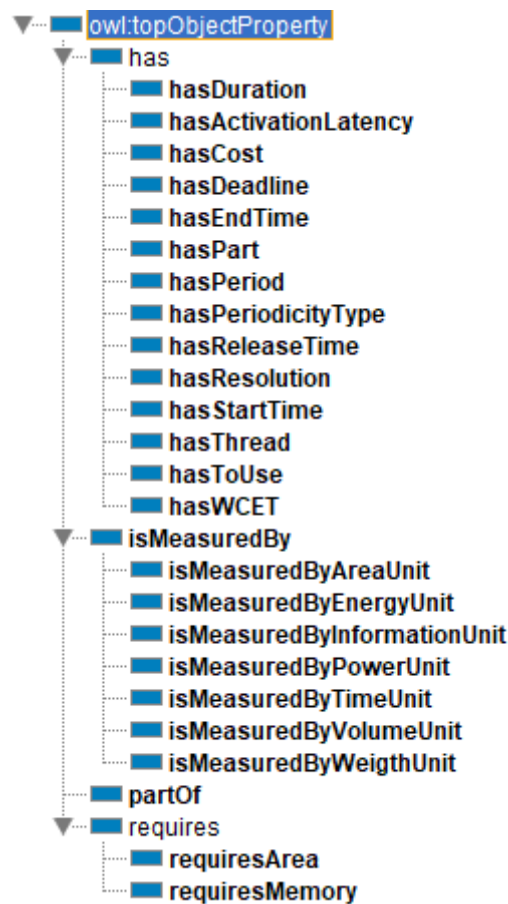 owl:topObjectProperty
has
hasDuration
hasActivationLatency
hasCost
hasDeadline
hasEndTime
hasPart
hasPeriod
hasPeriodicityType
hasReleaseTime
hasResolution
hasStartTime
hasThread
hasToUse
hasWCET
isMeasuredBy
isMeasuredByAreaUnit
isMeasuredByEnergyUnit
isMeasuredByInformationUnit
isMeasuredByPowerUnit
isMeasuredByTimeUnit
isMeasuredByVolumeUnit
isMeasuredByWeigthUnit
partOf
requires
requiresArea
requiresMemory